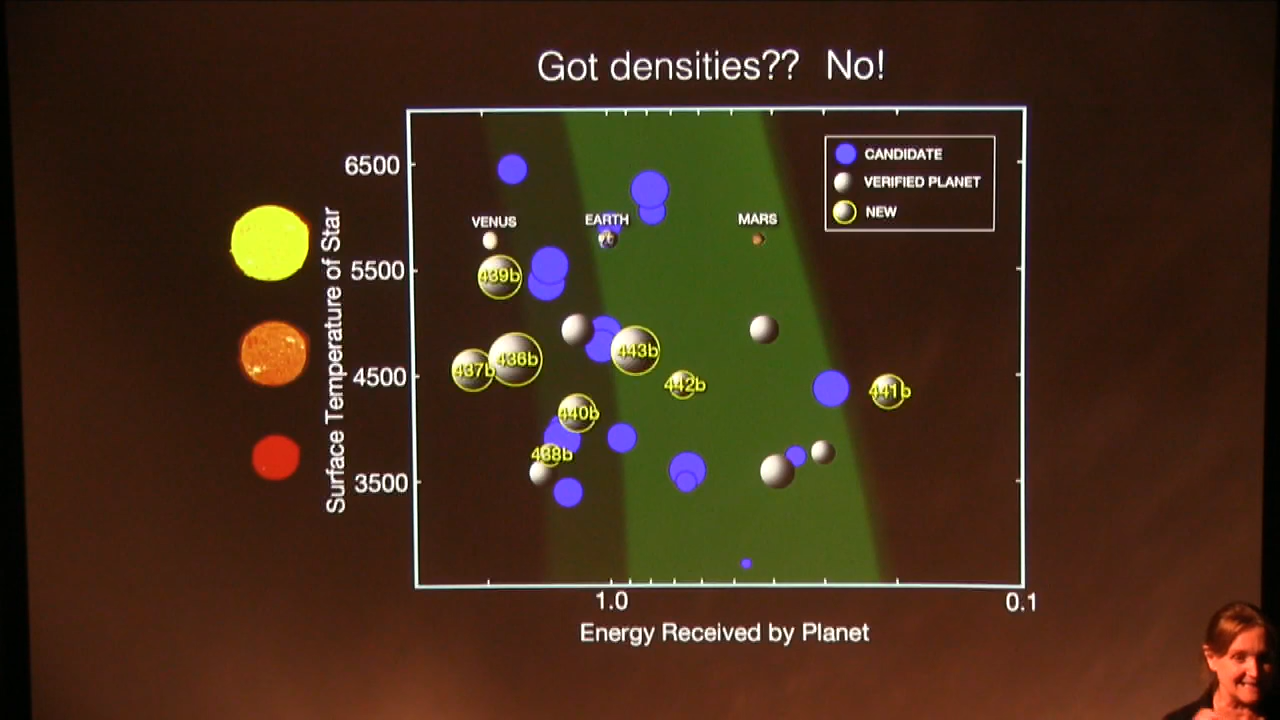 Got densities?? No!
CANDIDATE
VERIFIED PLANET
NEW
6500
5500
4500
3500
Surface Temperature of Star
VENUS
EARTH
MARS
439b
436b
437b
443b
442b
441b
440b
438b
1.0
0.1
Energy Received by Planet